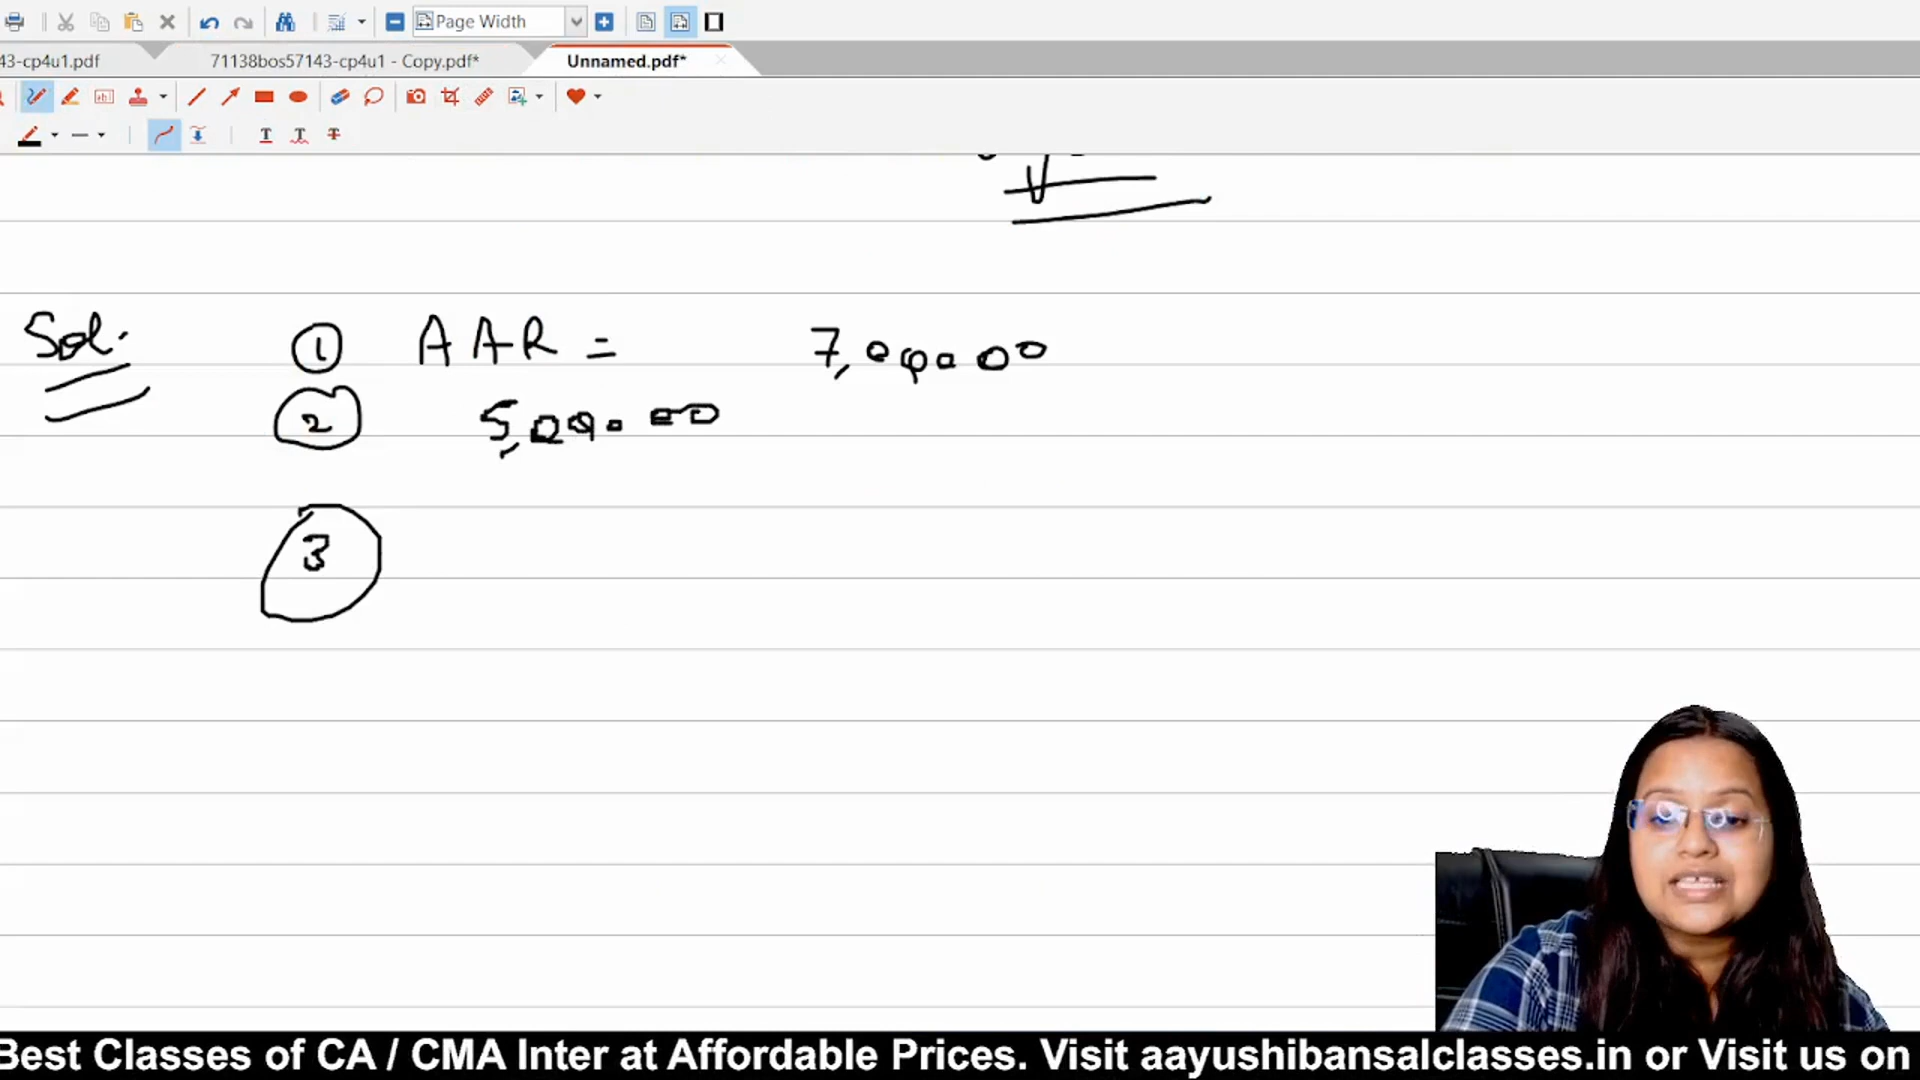 Page Width
43-cp4u1.pdf
71138bos57143-cp4u1 - Copy.pdf*
Unnamed.pdf*
T T T
Sol.
① AAR = 7,00,000
② 5,00,000
③
Best Classes of CA / CMA Inter at Affordable Prices. Visit aayushibansalclasses.in or Visit us on